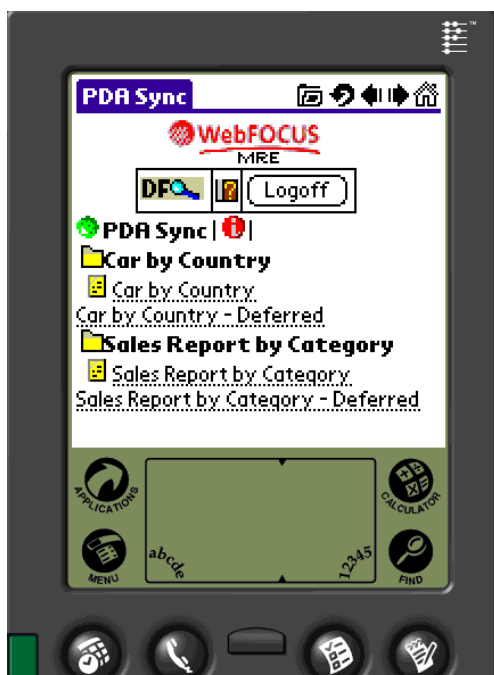 ™
PDA Sync
WebFOCUS
MRE
DF Logoff
PDA Sync | i |
Car by Country
Car by Country
Car by Country - Deferred
Sales Report by Category
Sales Report by Category
Sales Report by Category - Deferred
APPLICATIONS
CALCULATOR
MENU
abcde
12345
FIND